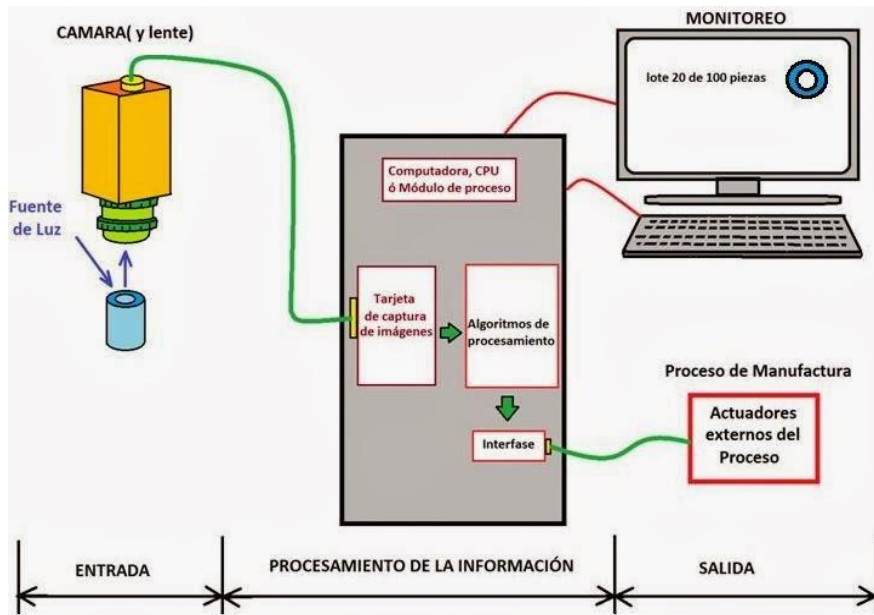 CAMARA( y lente)
MONITOREO
lote 20 de 100 piezas
Computadora, CPU
ó Módulo de proceso
Fuente
de Luz
Tarjeta
de captura
de imágenes
Algoritmos de
procesamiento
Interfase
Proceso de Manufactura
Actuadores
externos del
Proceso
ENTRADA
PROCESAMIENTO DE LA INFORMACIÓN
SALIDA